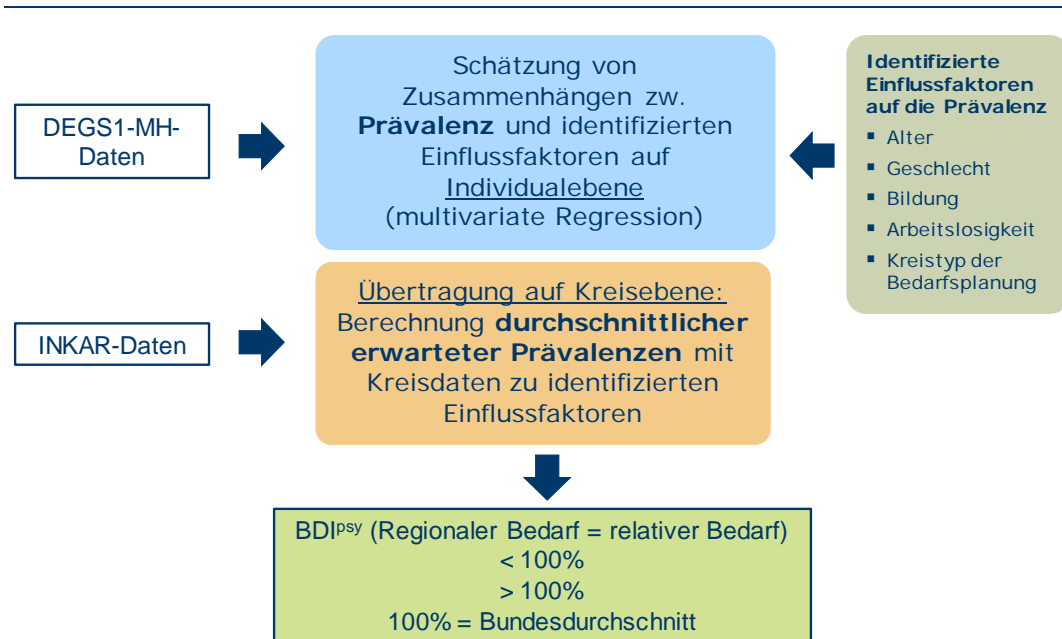 DEGS1-MH-
Daten
Schätzung von
Zusammenhängen zw.
Prävalenz und identifizierten
Einflussfaktoren auf
Individualebene
(multivariate Regression)
Identifizierte
Einflussfaktoren
auf die Prävalenz
▪ Alter
▪ Geschlecht
▪ Bildung
▪ Arbeitslosigkeit
▪ Kreistyp der
Bedarfsplanung
INKAR-Daten
Übertragung auf Kreisebene:
Berechnung durchschnittlicher
erwarteter Prävalenzen mit
Kreisdaten zu identifizierten
Einflussfaktoren
BDIpsy (Regionaler Bedarf = relativer Bedarf)
< 100%
> 100%
100% = Bundesdurchschnitt